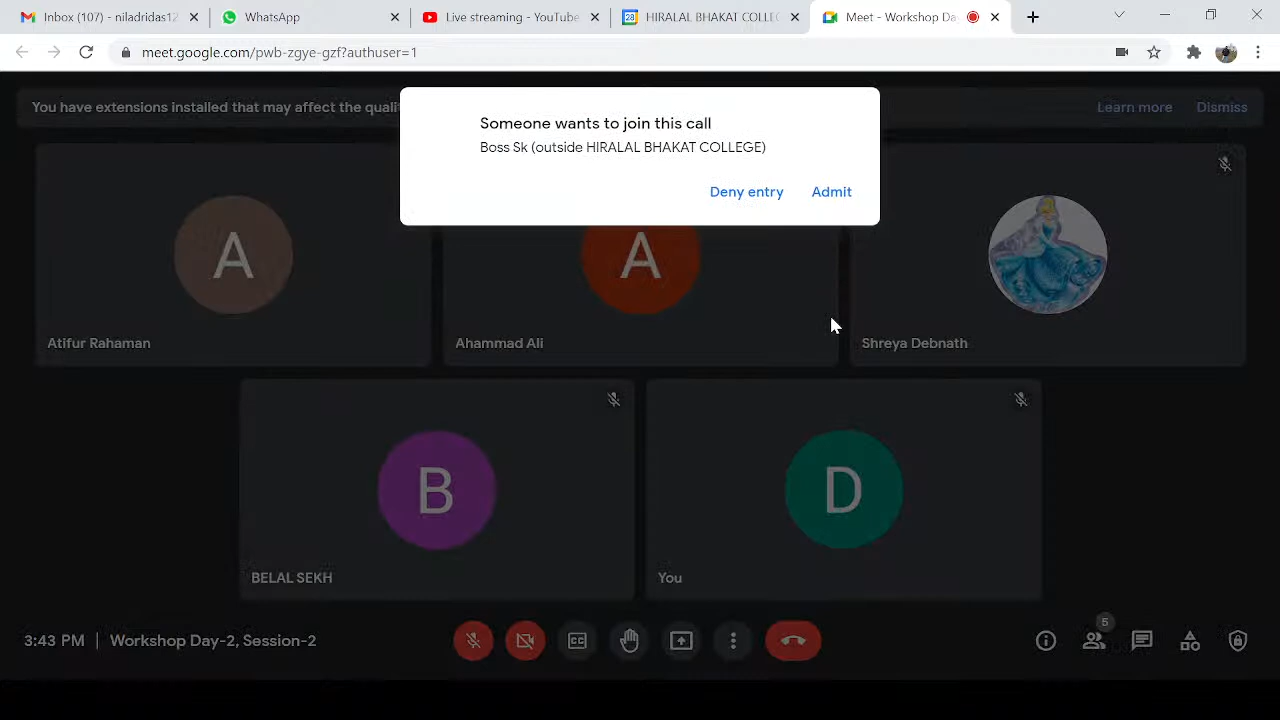 Inbox (107) - mitrideb12
WhatsApp
Live streaming - YouTube
28
HIRALAL BHAKAT COLLEG
Meet - Workshop Da
meet.google.com/pwb-zgye-gzf?authuser=1
You have extensions installed that may affect the quali
Learn more
Dismiss
Someone wants to join this call
Boss Sk (outside HIRALAL BHAKAT COLLEGE)
Deny entry
Admit
A
Atifur Rahaman
A
Ahammad Ali
Shreya Debnath
B
BELAL SEKH
D
You
3:43 PM | Workshop Day-2, Session-2
CC
5